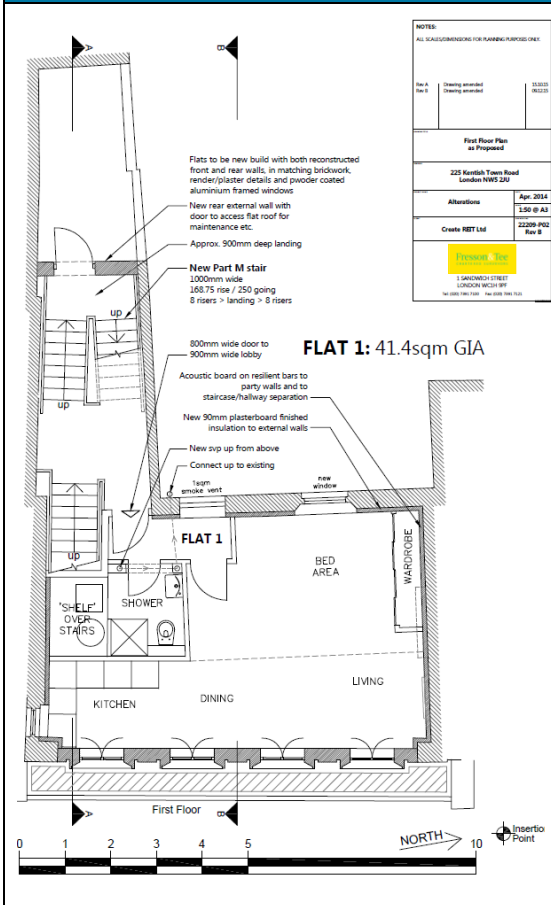 NOTES:
ALL SCALES/DIMENSIONS FOR PLANNING PURPOSES ONLY.
Rev A Drawing amended 151015
Rev B Drawing amended 091215
First Floor Plan
as Proposed
225 Kentish Town Road
London NW5 2JU
Alterations
Apr. 2014
1:50 @ A3
Create REIT Ltd
22209-P02
Rev B
Fresson & Tee
1 SANDWICH STREET
LONDON WC1H 9PF
A
B
Flats to be new build with both reconstructed
front and rear walls, in matching brickwork,
render/plaster details and pwoder coated
aluminium framed windows
New rear external wall with
door to access flat roof for
maintenance etc.
Approx. 900mm deep landing
New Part M stair
1000mm wide
168.75 rise / 250 going
8 risers > landing > 8 risers
up
up
800mm wide door to
900mm wide lobby
FLAT 1: 41.4sqm GIA
Acoustic board on resilient bars to
party walls and to
staircase/hallway separation
New 90mm plasterboard finished
insulation to external walls
New svp up from above
Connect up to existing
1sqm
smoke vent
new
window
FLAT 1
BED
AREA
WARDROBE
up
SHOWER
'SHELF'
OVER
STAIRS
LIVING
KITCHEN
DINING
A
B
First Floor
NORTH
Insertio
Point
0 1 2 3 4 5 10